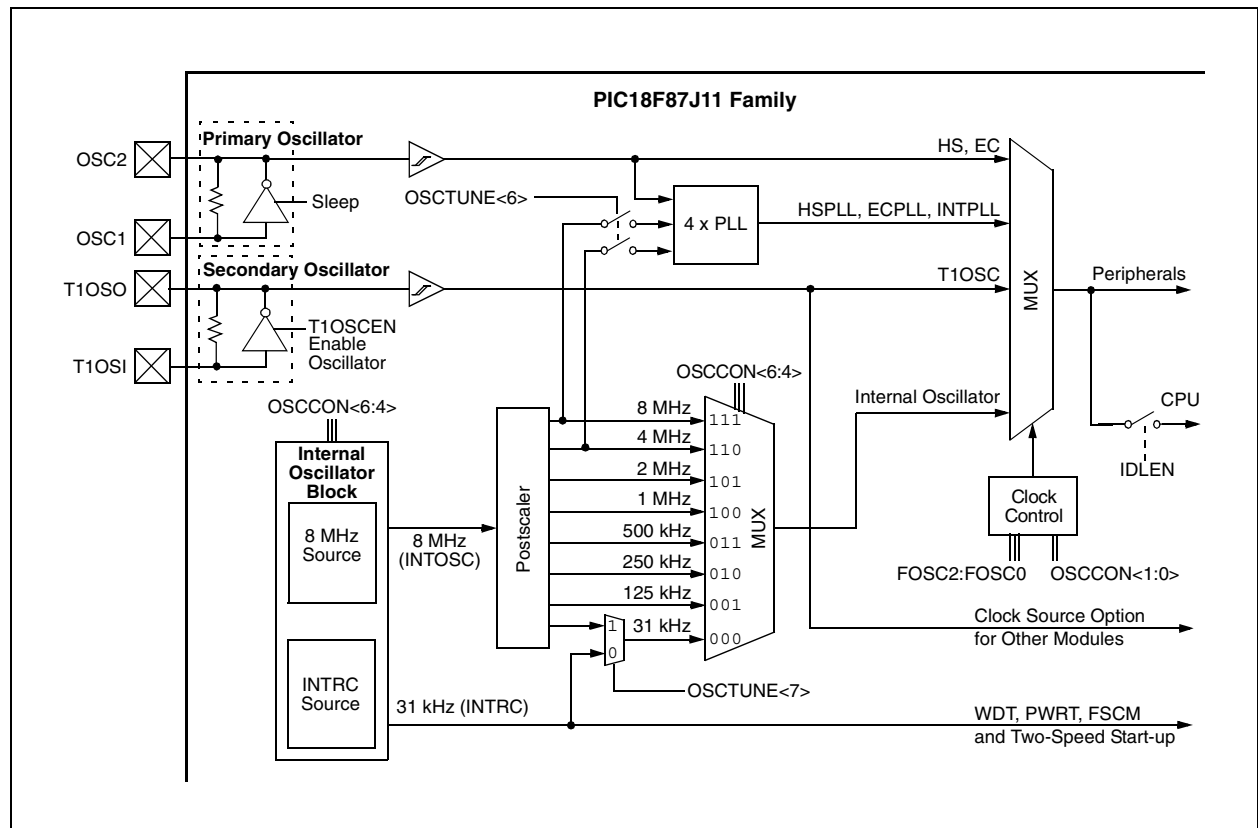 PIC18F87J11 Family
Primary Oscillator
OSC2
Sleep
OSC1
Secondary Oscillator
T1OSO
T1OSCEN
Enable
Oscillator
T1OSI
HS, EC
OSCTUNE<6>
4 x PLL
HSPLL, ECPLL, INTPLL
T1OSC
MUX
Peripherals
CPU
IDLEN
Internal Oscillator
Clock
Control
FOSC2:FOSC0
OSCCON<1:0>
Clock Source Option
for Other Modules
OSCCON<6:4>
Internal
Oscillator
Block
8 MHz
Source
8 MHz
(INTOSC)
INTRC
Source
31 kHz (INTRC)
Postscaler
OSCCON<6:4>
8 MHz
111
4 MHz
110
2 MHz
101
1 MHz
100
500 kHz
011
250 kHz
010
125 kHz
001
1
0
31 kHz
000
MUX
OSCTUNE<7>
WDT, PWRT, FSCM
and Two-Speed Start-up